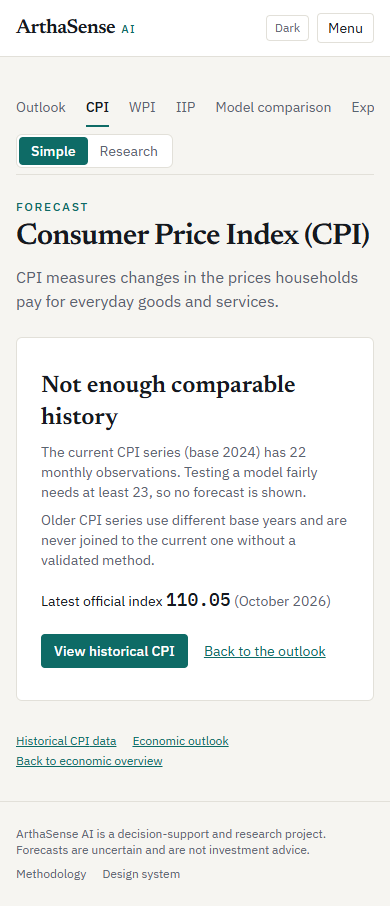 ArthaSense AI
Dark
Menu
Outlook CPI WPI IIP Model comparison Exp
Simple Research
FORECAST
Consumer Price Index (CPI)
CPI measures changes in the prices households
pay for everyday goods and services.
Not enough comparable
history
The current CPI series (base 2024) has 22
monthly observations. Testing a model fairly
needs at least 23, so no forecast is shown.
Older CPI series use different base years and are
never joined to the current one without a
validated method.
Latest official index 110.05 (October 2026)
View historical CPI Back to the outlook
Historical CPI data Economic outlook
Back to economic overview
ArthaSense AI is a decision-support and research project.
Forecasts are uncertain and are not investment advice.
Methodology Design system